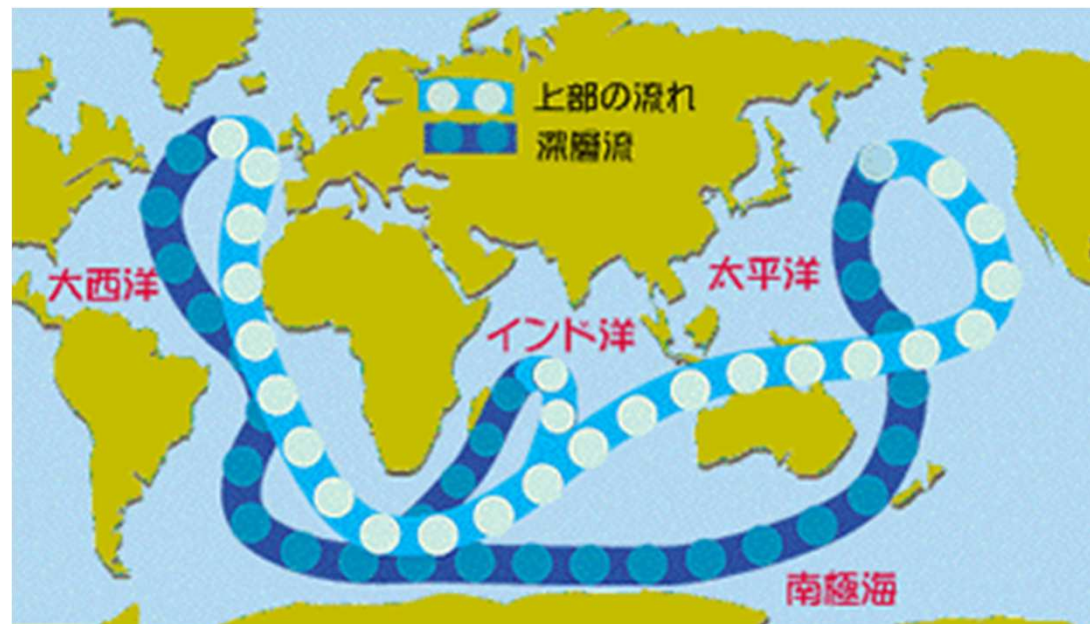 上部の流れ
深層流
大西洋
太平洋
インド洋
南極海